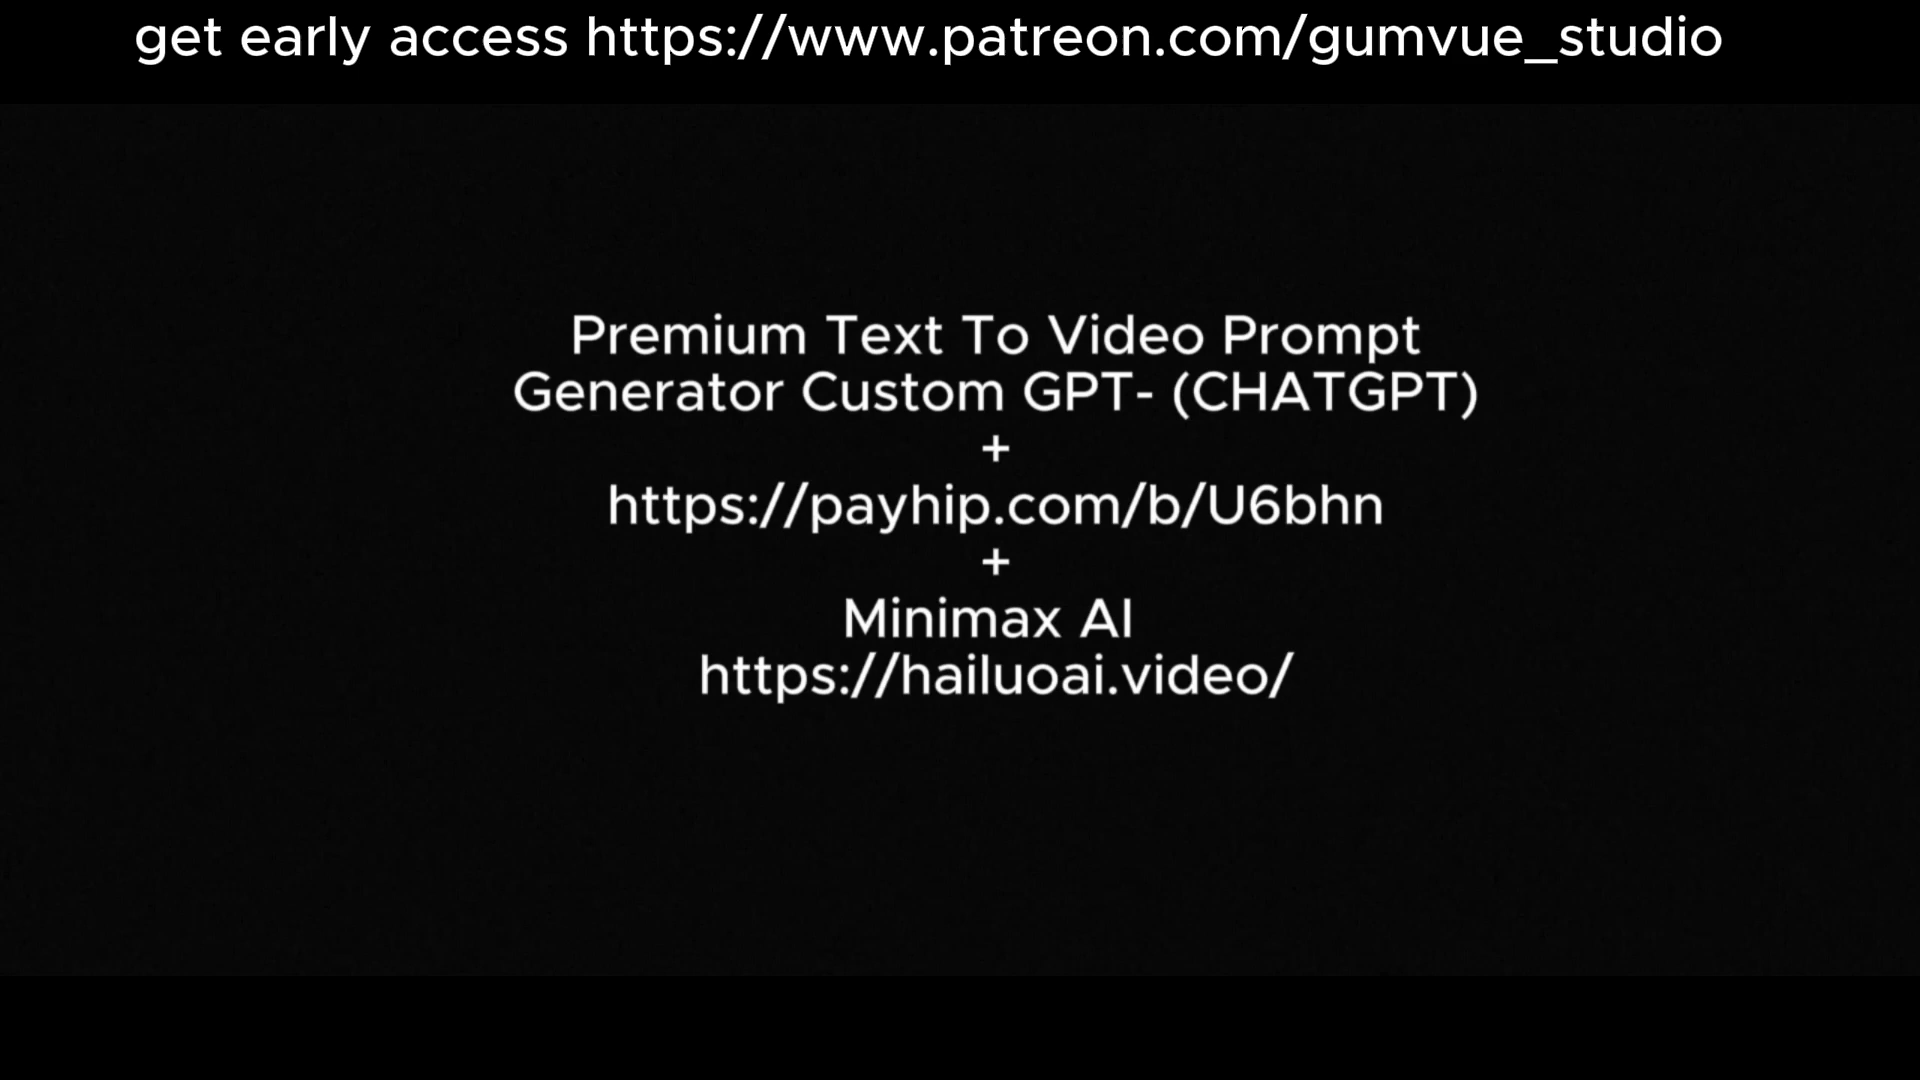 get early access https://www.patreon.com/gumvue_studio
Premium Text To Video Prompt
Generator Custom GPT- (CHATGPT)
+
https://payhip.com/b/U6bhn
+
Minimax AI
https://hailuoai.video/